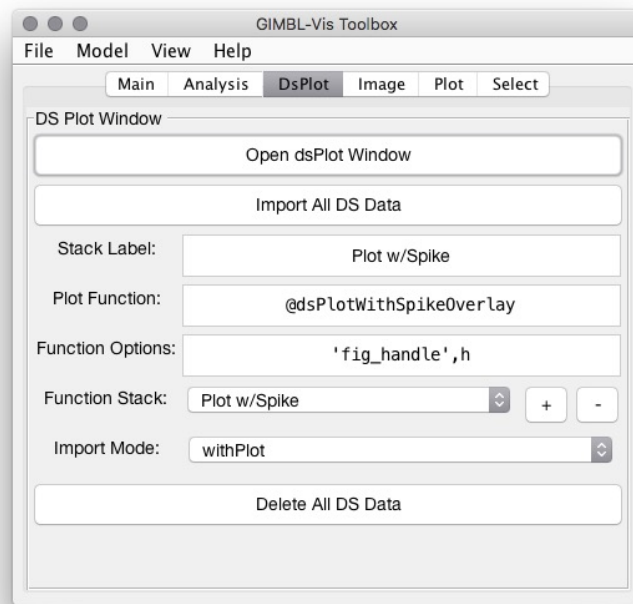 GIMBL-Vis Toolbox
File Model View Help
Main Analysis DsPlot Image Plot Select
DS Plot Window
Open dsPlot Window
Import All DS Data
Stack Label: Plot w/Spike
Plot Function: @dsPlotWithSpikeOverlay
Function Options: 'fig_handle',h
Function Stack: Plot w/Spike + -
Import Mode: withPlot
Delete All DS Data